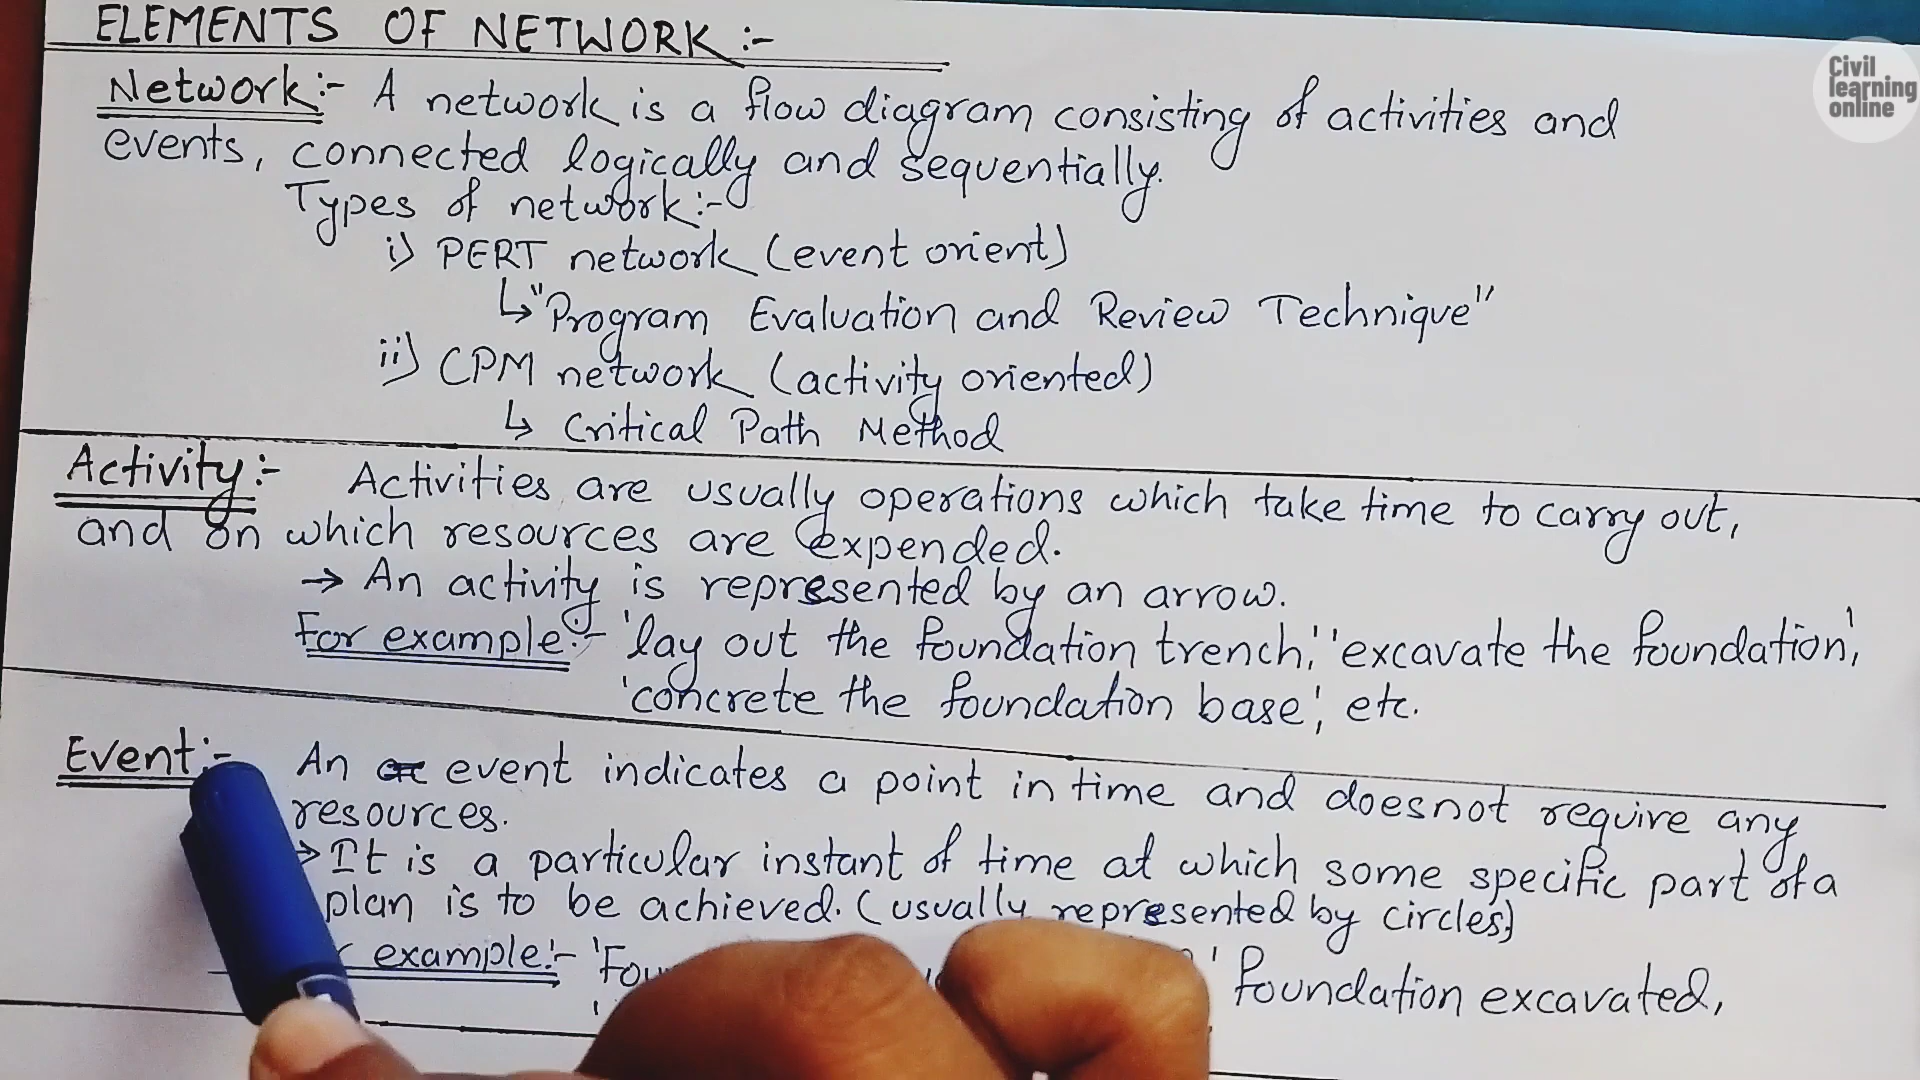 ELEMENTS OF NETWORK :-
Civil
learning
online
Network:- A network is a flow diagram consisting of activities and
events, connected logically and sequentially.
Types of network:-
i) PERT network (event orient)
↳"Program Evaluation and Review Technique"
ii) CPM network (activity oriented)
↳ Critical Path Method
Activity:- Activities are usually operations which take time to carry out,
and on which resources are expended.
→ An activity is represented by an arrow.
For example:- 'lay out the foundation trench', 'excavate the foundation',
'concrete the foundation base', etc.
Event:- An event indicates a point in time and doesnot require any
resources.
→ It is a particular instant of time at which some specific part of a
plan is to be achieved. (usually represented by circles)
example:- ' foundation excavated,